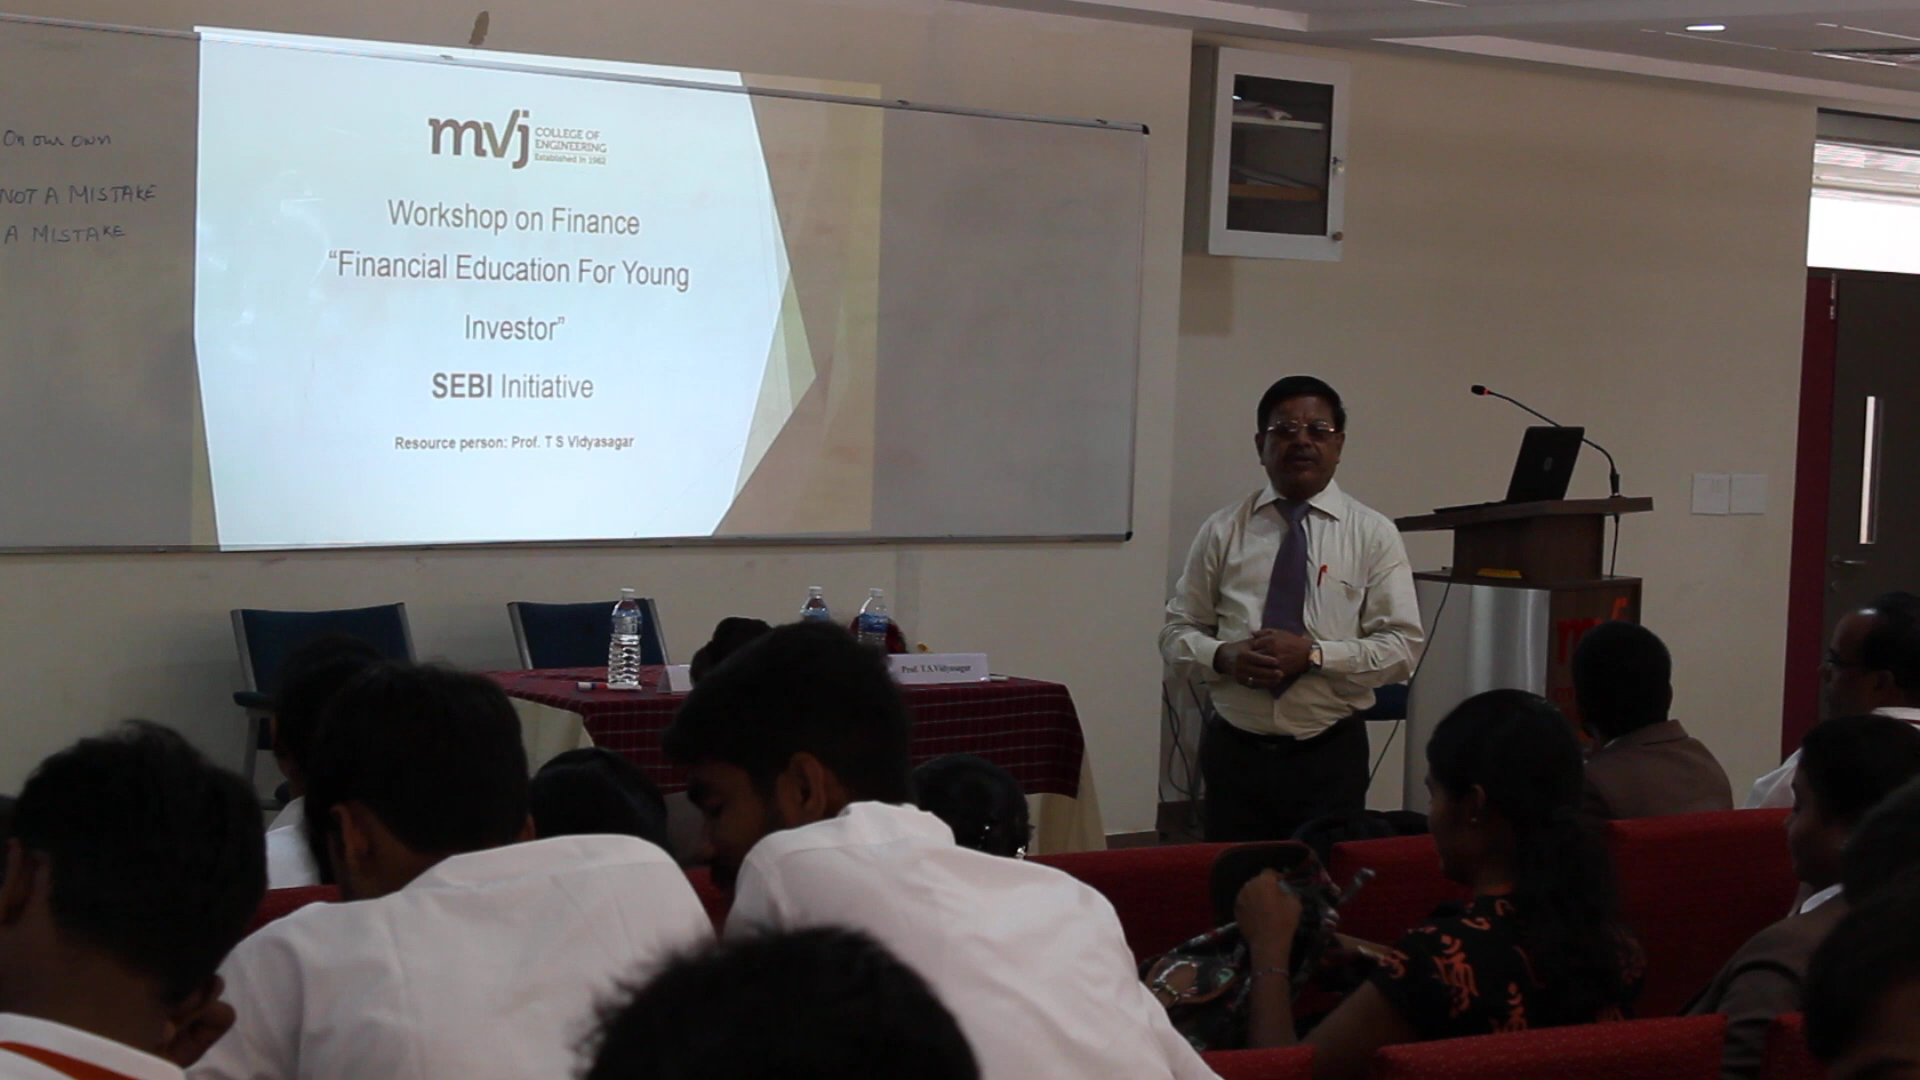 On our own
NOT A MISTAKE
A MISTAKE
mvj
COLLEGE OF
ENGINEERING
Established in 1982
Workshop on Finance
“Financial Education For Young
Investor”
SEBI Initiative
Resource person: Prof. T S Vidyasagar
Prof. T.S Vidyasagar